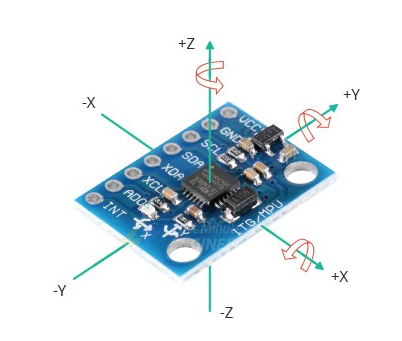 +Z
+Y
-X
VCC
GND
SCL
SDA
XDA
XCL
ADO
INT
ITG/MPU
X
Y
+X
-Y
-Z